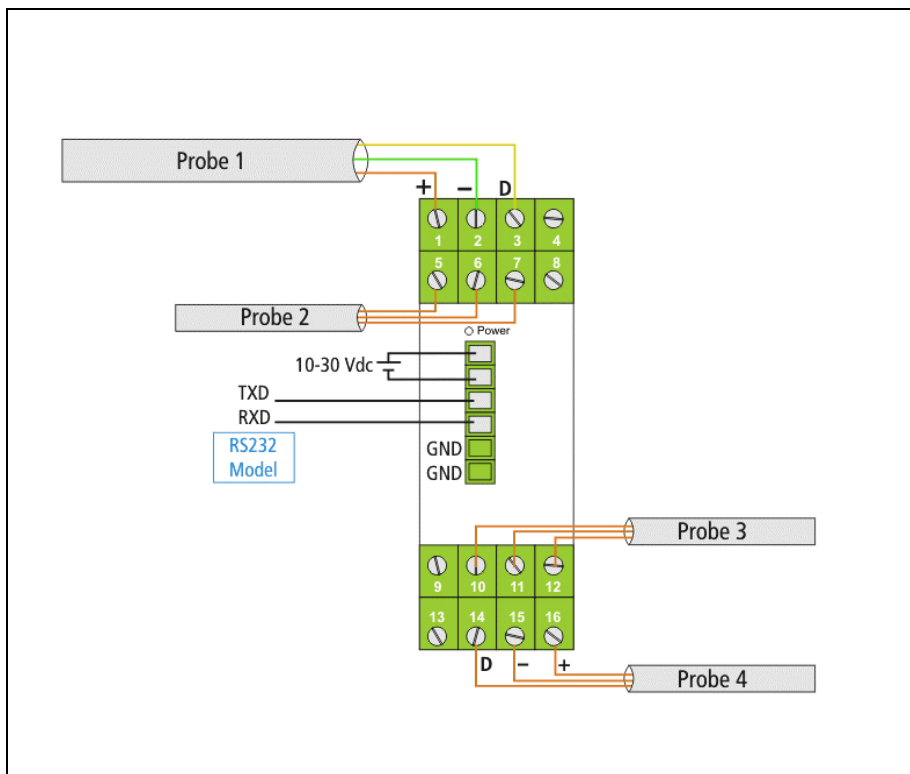 Probe 1
+ − D
1 2 3 4
5 6 7 8
Probe 2
Power
10-30 Vdc
TXD
RXD
RS232
Model
GND
GND
Probe 3
9 10 11 12
13 14 15 16
D − +
Probe 4